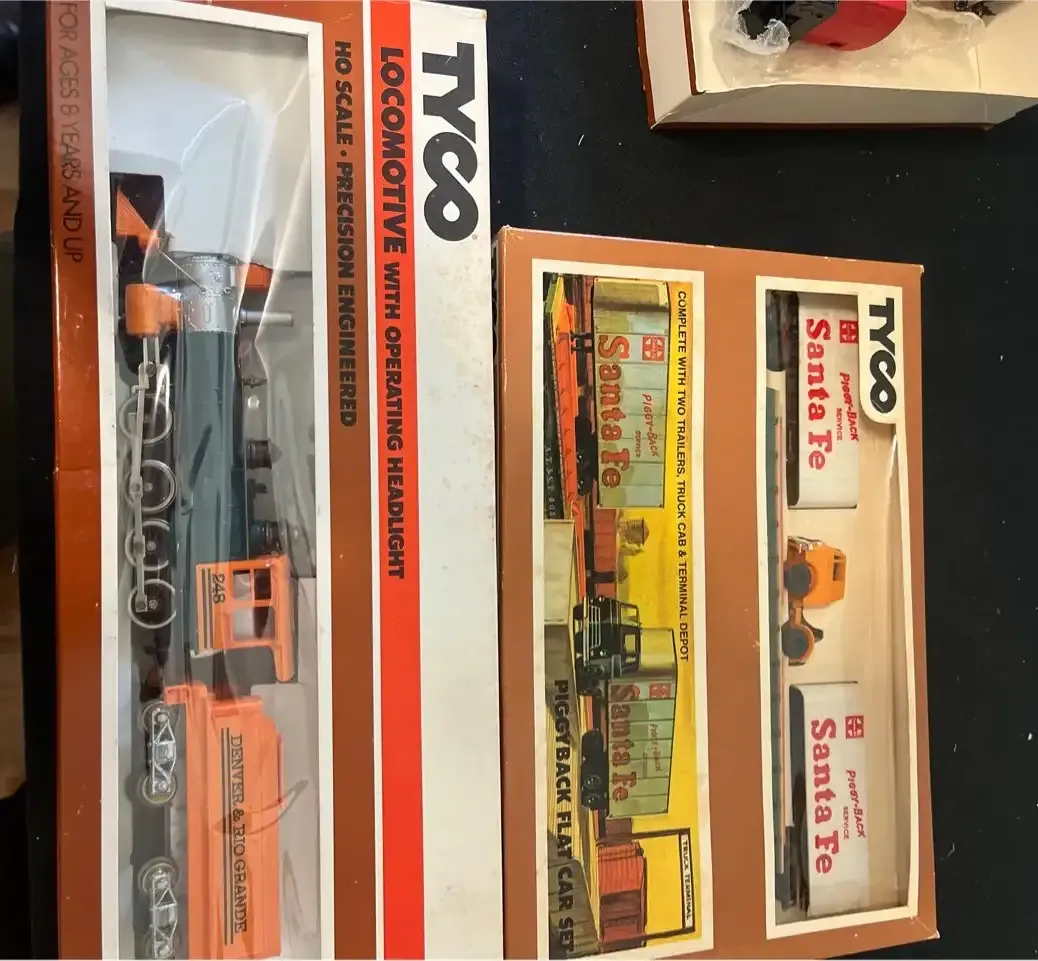 TYCO
LOCOMOTIVE WITH OPERATING HEADLIGHT
HO SCALE • PRECISION ENGINEERED
FOR AGES 8 YEARS AND UP
248
DENVER & RIO GRANDE
TYCO
PIGGY-BACK
SERVICE
Santa Fe
PIGGY-BACK
SERVICE
Santa Fe
COMPLETE WITH TWO TRAILERS, TRUCK CAB & TERMINAL DEPOT
PIGGY-BACK
SERVICE
Santa Fe
PIGGY-BACK
Santa Fe
TRUCK TERMINAL
PIGGYBACK FLAT CAR SET